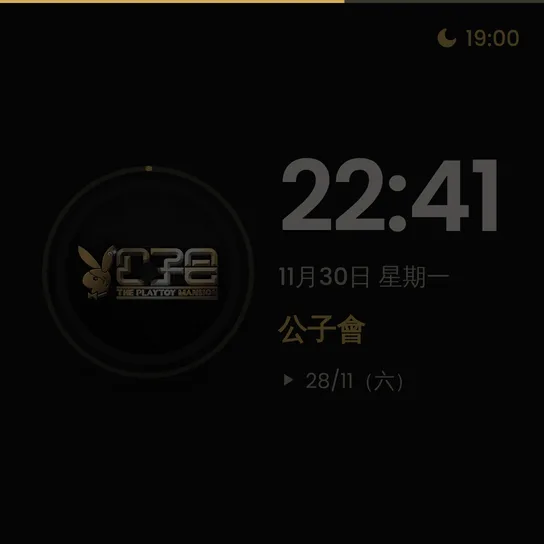 19:00
22:41
11月30日 星期一
公子會
THE PLAYTOY MANSION
28/11（六）